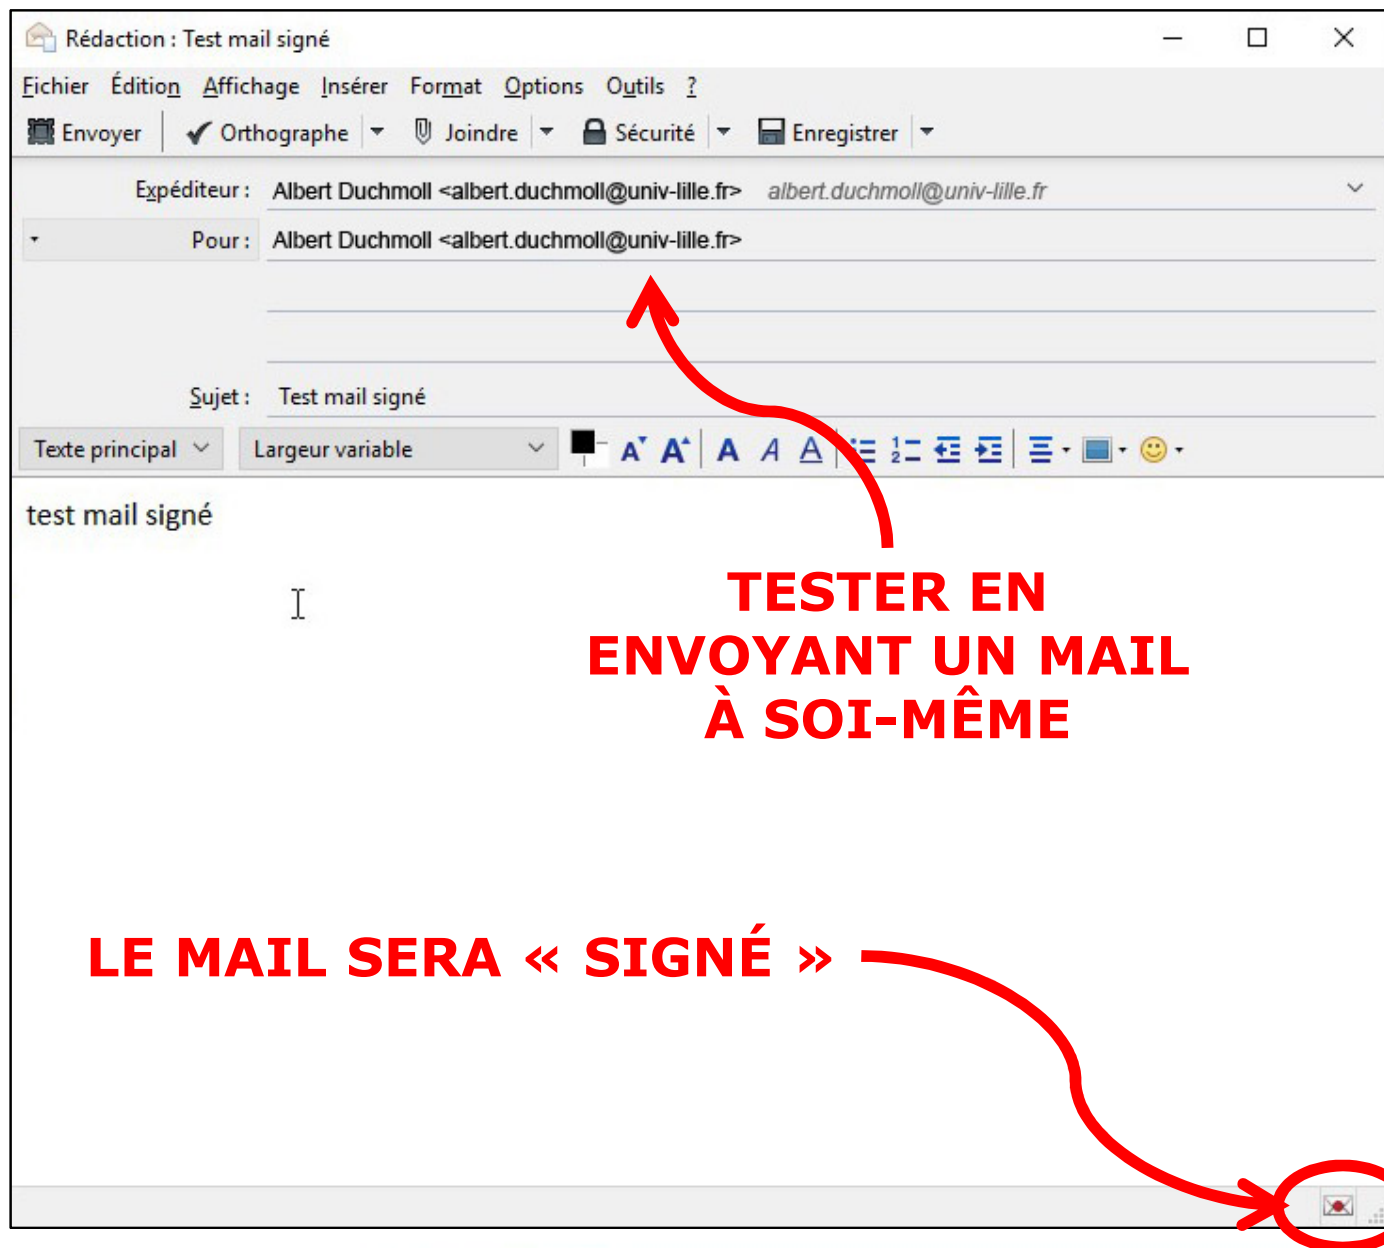 Rédaction : Test mail signé
Fichier Édition Affichage Insérer Format Options Outils ?
Envoyer Orthographe Joindre Sécurité Enregistrer
Expéditeur : Albert Duchmoll <albert.duchmoll@univ-lille.fr> albert.duchmoll@univ-lille.fr
Pour : Albert Duchmoll <albert.duchmoll@univ-lille.fr>
Sujet : Test mail signé
Texte principal Largeur variable
test mail signé
TESTER EN
ENVOYANT UN MAIL
À SOI-MÊME
LE MAIL SERA « SIGNÉ »